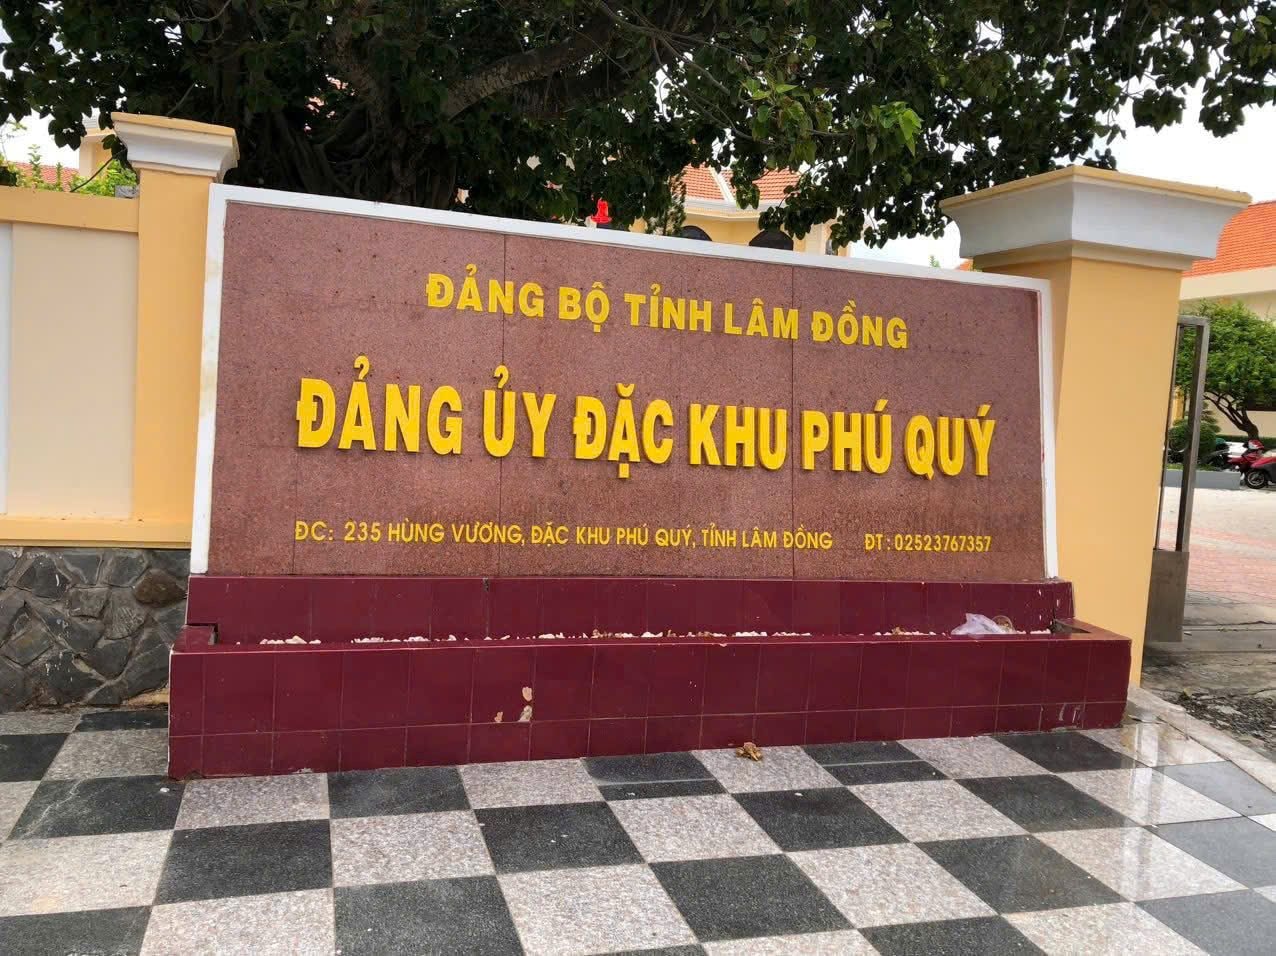 ĐẢNG BỘ TỈNH LÂM ĐỒNG
ĐẢNG ỦY ĐẶC KHU PHÚ QUÝ
ĐC: 235 HÙNG VƯƠNG, ĐẶC KHU PHÚ QUÝ, TỈNH LÂM ĐỒNG ĐT: 02523767357